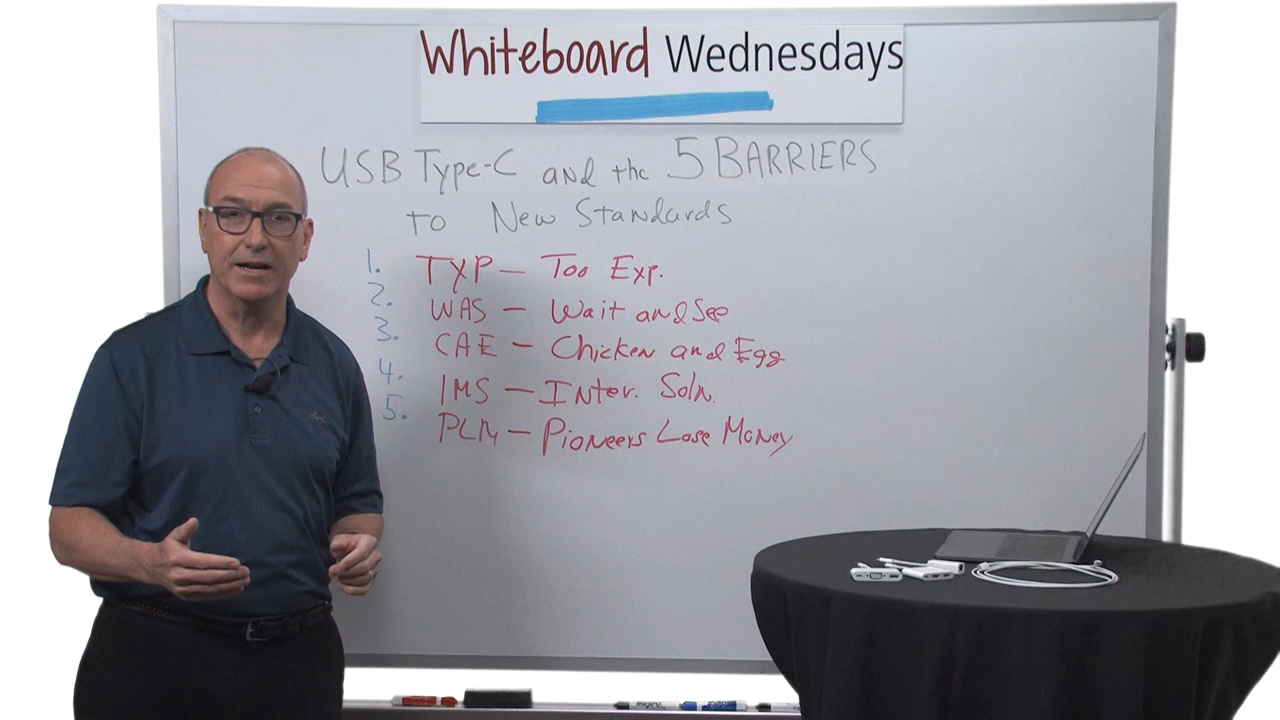 Whiteboard Wednesdays
USB Type-C and the 5 BARRIERS
to New Standards
1. TYP - Too Exp.
2. WAS - Wait and See
3. CAE - Chicken and Egg
4. IMS - Inter. Soln.
5. PLM - Pioneers Lose Money